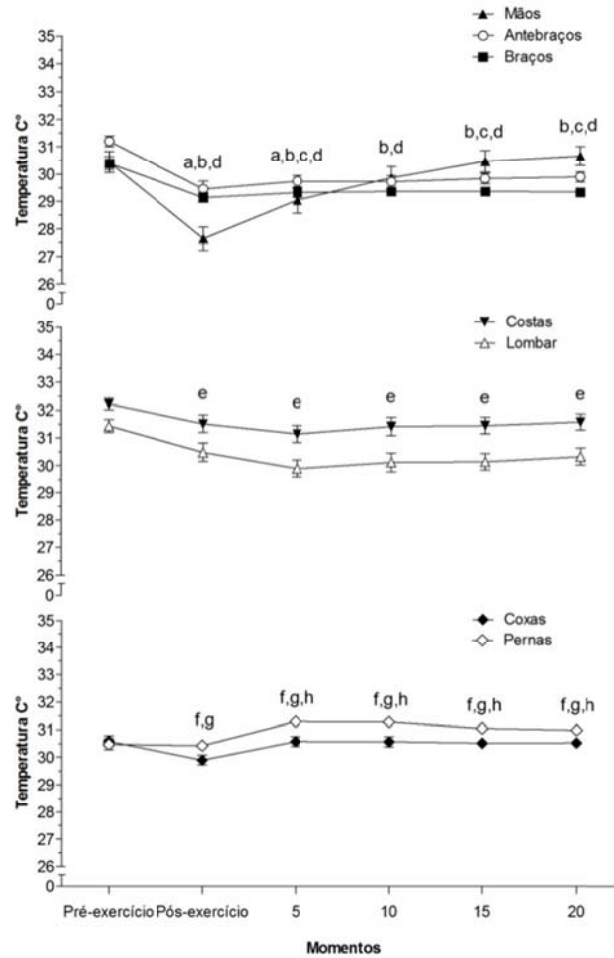 Mãos
Antebraços
Braços
Temperatura C°
35
34
33
32
31
30
29
28
27
26
0
a,b,d
a,b,c,d
b,d
b,c,d
b,c,d
Costas
Lombar
Temperatura C°
35
34
33
32
31
30
29
28
27
26
0
e
e
e
e
e
Coxas
Pernas
Temperatura C°
35
34
33
32
31
30
29
28
27
26
0
f,g
f,g,h
f,g,h
f,g,h
f,g,h
Pré-exercício Pós-exercício 5 10 15 20
Momentos